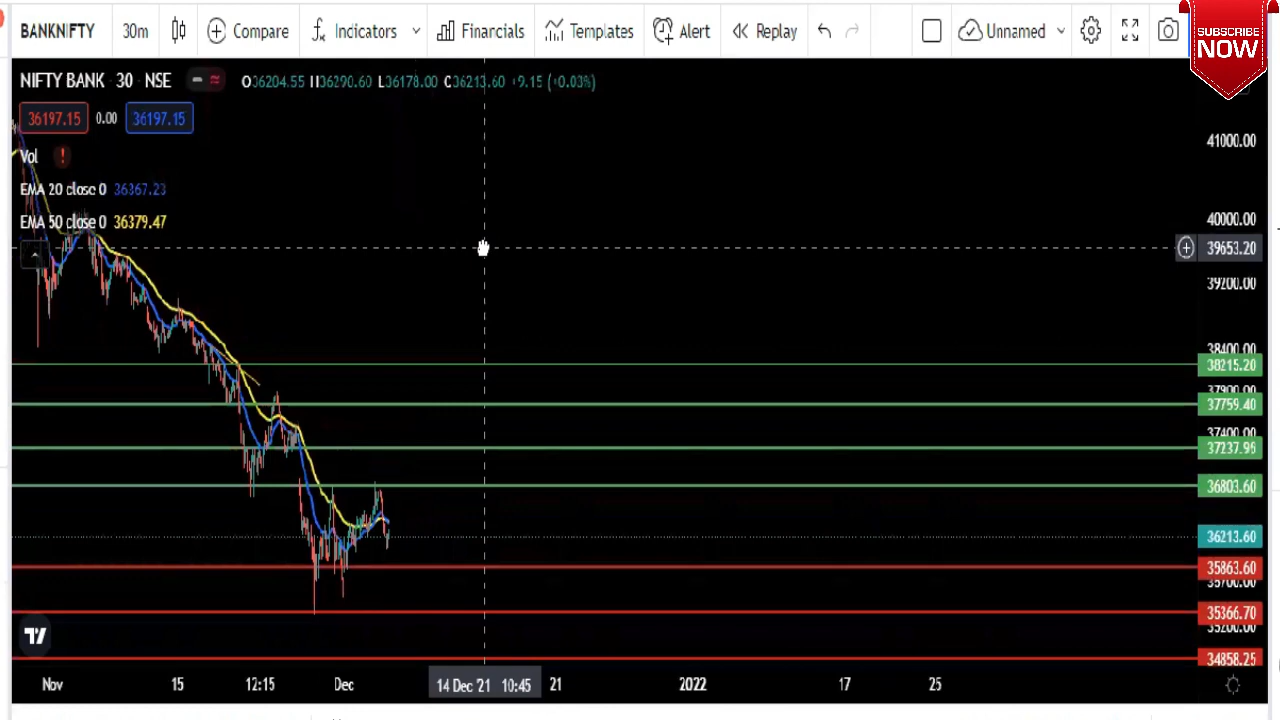 BANKNIFTY 30m Compare Indicators Financials Templates Alert Replay Unnamed
SUBSCRIBE
NOW
NIFTY BANK 30 NSE O36204.55 H36290.60 L36178.00 C36213.60 +9.15 (+0.03%)
36197.15 0.00 36197.15
Vol !
EMA 20 close 0 36367.23
EMA 50 close 0 36379.47
41000.00
40000.00
39653.20
39200.00
38400.00
38215.20
37900.00
37759.40
37400.00
37237.95
36803.60
36213.60
35863.60
35700.00
35366.70
35200.00
34858.25
Nov 15 12:15 Dec 14 Dec '21 10:45 21 2022 17 25